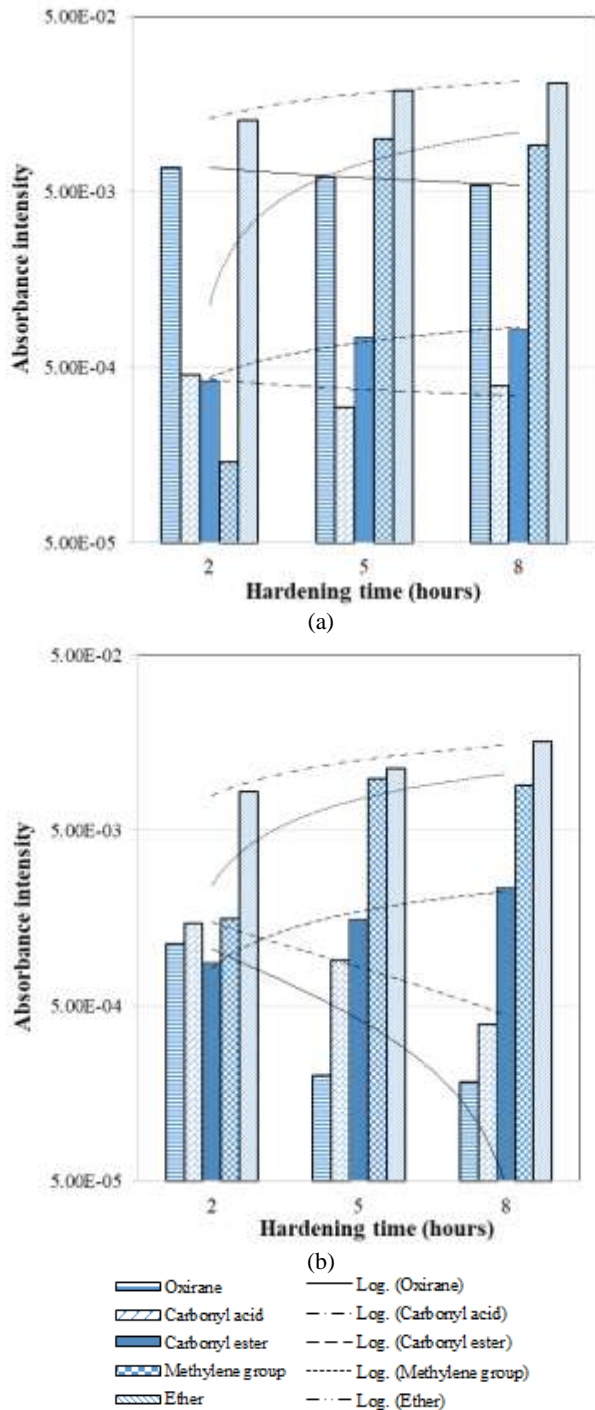 5.00E-02
5.00E-03
5.00E-04
5.00E-05
Absorbance intensity
2 5 8
Hardening time (hours)
(a)
5.00E-02
5.00E-03
5.00E-04
5.00E-05
Absorbance intensity
2 5 8
Hardening time (hours)
(b)
Oxirane Log. (Oxirane)
Carbonyl acid Log. (Carbonyl acid)
Carbonyl ester Log. (Carbonyl ester)
Methylene group Log. (Methylene group)
Ether Log. (Ether)